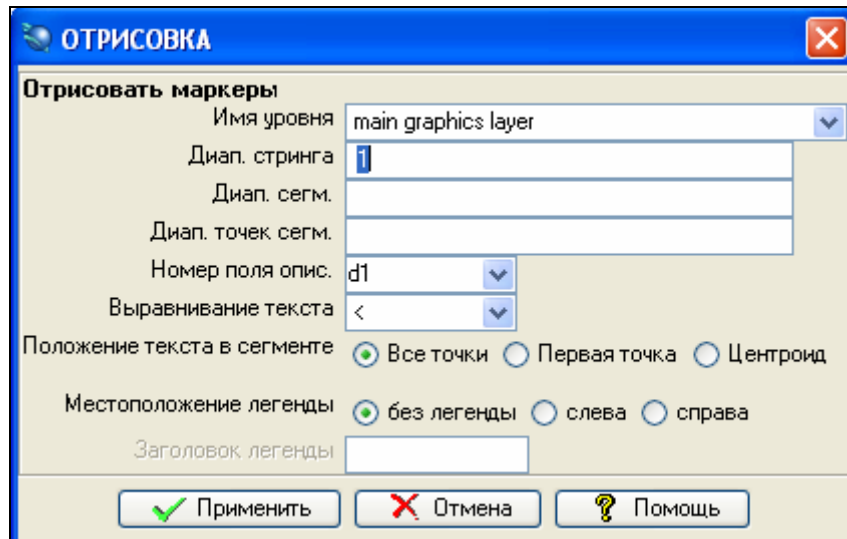 ОТРИСОВКА
Отрисовать маркеры
Имя уровня main graphics layer
Диап. стринга 1
Диап. сегм.
Диап. точек сегм.
Номер поля опис. d1
Выравнивание текста <
Положение текста в сегменте Все точки Первая точка Центроид
Местоположение легенды без легенды слева справа
Заголовок легенды
Применить Отмена Помощь